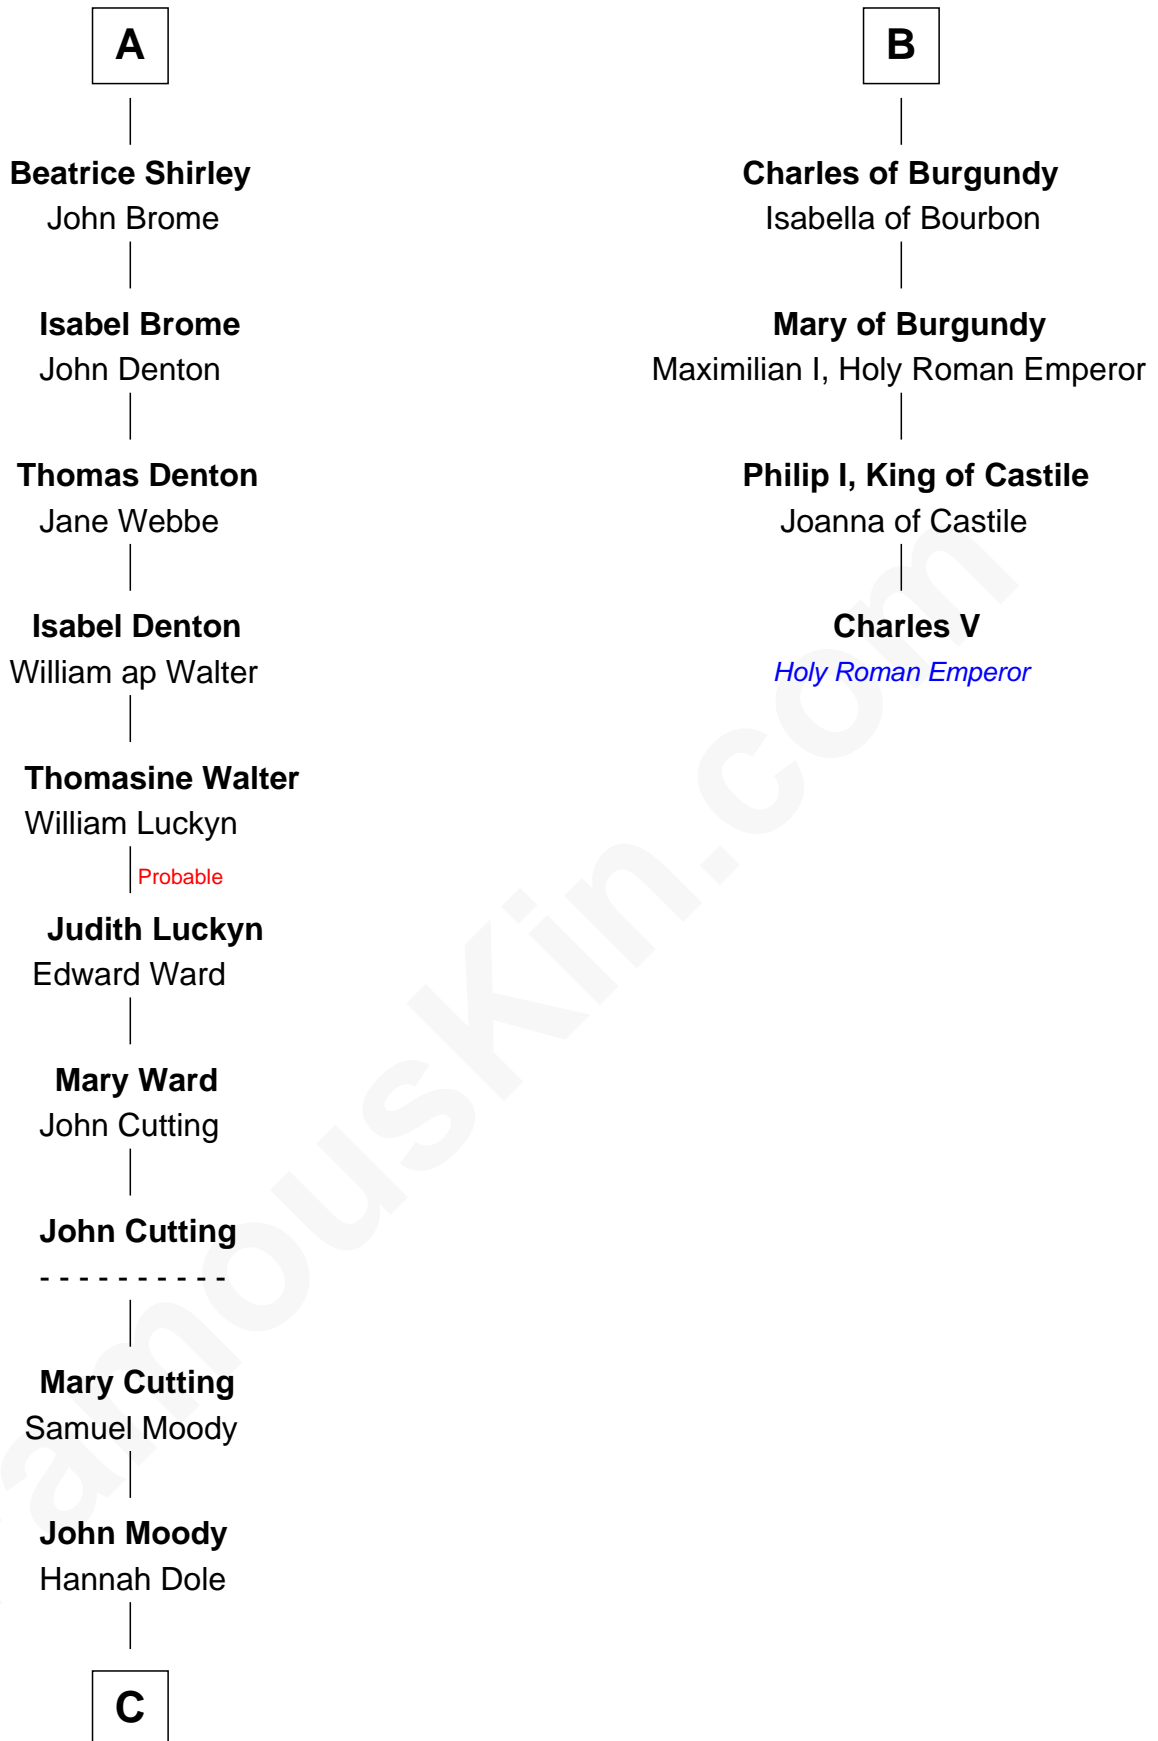 A
Beatrice Shirley
John Brome
Isabel Brome
John Denton
Thomas Denton
Jane Webbe
Isabel Denton
William ap Walter
Thomasine Walter
William Luckyn
Probable
Judith Luckyn
Edward Ward
Mary Ward
John Cutting
John Cutting
- - - - - - - - - -
Mary Cutting
Samuel Moody
John Moody
Hannah Dole
C
B
Charles of Burgundy
Isabella of Bourbon
Mary of Burgundy
Maximilian I, Holy Roman Emperor
Philip I, King of Castile
Joanna of Castile
Charles V
Holy Roman Emperor
FamousKin.com